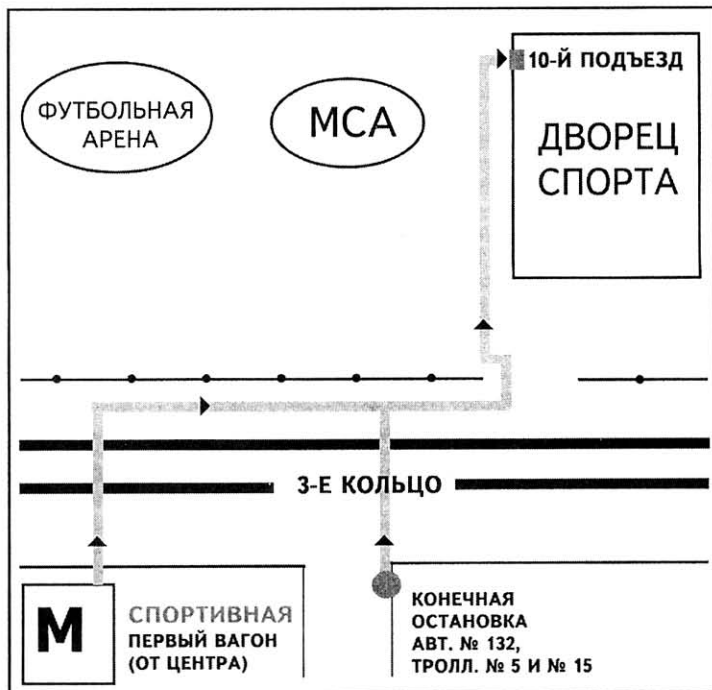 10-Й ПОДЪЕЗД
ФУТБОЛЬНАЯ
АРЕНА
МСА
ДВОРЕЦ
СПОРТА
3-Е КОЛЬЦО
М
СПОРТИВНАЯ
ПЕРВЫЙ ВАГОН
(ОТ ЦЕНТРА)
КОНЕЧНАЯ
ОСТАНОВКА
АВТ. № 132,
ТРОЛЛ. № 5 И № 15